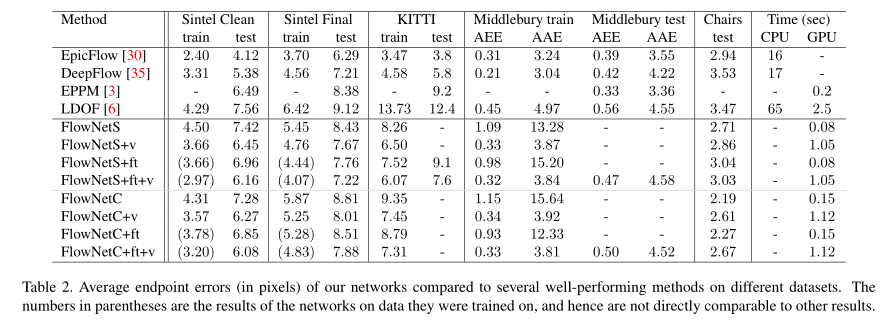 Method Sintel Clean Sintel Final KITTI Middlebury train Middlebury test Chairs Time (sec)
train test train test train test AEE AAE AEE AAE test CPU GPU
EpicFlow [30] 2.40 4.12 3.70 6.29 3.47 3.8 0.31 3.24 0.39 3.55 2.94 16 -
DeepFlow [35] 3.31 5.38 4.56 7.21 4.58 5.8 0.21 3.04 0.42 4.22 3.53 17 -
EPPM [3] - 6.49 - 8.38 - 9.2 - - 0.33 3.36 - - 0.2
LDOF [6] 4.29 7.56 6.42 9.12 13.73 12.4 0.45 4.97 0.56 4.55 3.47 65 2.5
FlowNetS 4.50 7.42 5.45 8.43 8.26 - 1.09 13.28 - - 2.71 - 0.08
FlowNetS+v 3.66 6.45 4.76 7.67 6.50 - 0.33 3.87 - - 2.86 - 1.05
FlowNetS+ft (3.66) 6.96 (4.44) 7.76 7.52 9.1 0.98 15.20 - - 3.04 - 0.08
FlowNetS+ft+v (2.97) 6.16 (4.07) 7.22 6.07 7.6 0.32 3.84 0.47 4.58 3.03 - 1.05
FlowNetC 4.31 7.28 5.87 8.81 9.35 - 1.15 15.64 - - 2.19 - 0.15
FlowNetC+v 3.57 6.27 5.25 8.01 7.45 - 0.34 3.92 - - 2.61 - 1.12
FlowNetC+ft (3.78) 6.85 (5.28) 8.51 8.79 - 0.93 12.33 - - 2.27 - 0.15
FlowNetC+ft+v (3.20) 6.08 (4.83) 7.88 7.31 - 0.33 3.81 0.50 4.52 2.67 - 1.12
Table 2. Average endpoint errors (in pixels) of our networks compared to several well-performing methods on different datasets. The
numbers in parentheses are the results of the networks on data they were trained on, and hence are not directly comparable to other results.